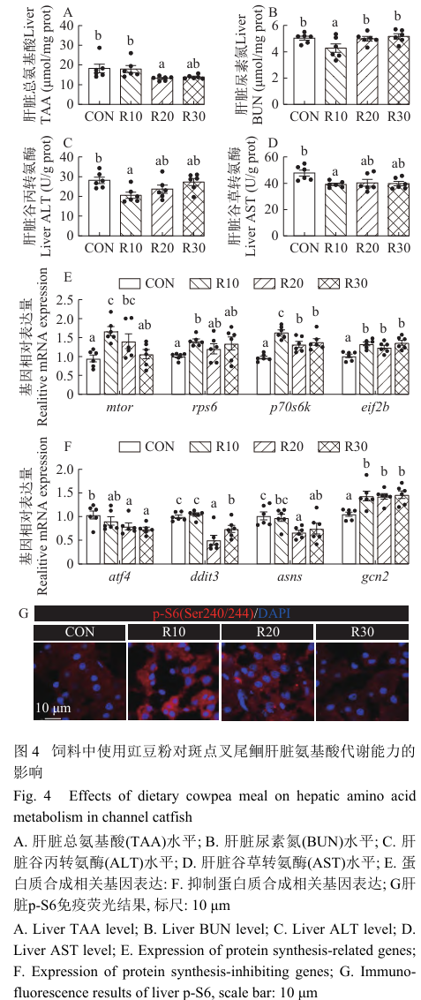 A
肝脏总氨基酸Liver
TAA (μmol/mg prot)
40
30
20
10
0
b
b
a
ab
CON R10 R20 R30
B
肝脏尿素氮Liver
BUN (μmol/mg prot)
6
4
2
0
b
a
b
b
CON R10 R20 R30
C
肝脏谷丙转氨酶
Liver ALT (U/g prot)
40
30
20
10
0
b
a
ab
ab
CON R10 R20 R30
D
肝脏谷草转氨酶
Liver AST (U/g prot)
60
40
20
0
b
a
ab
ab
CON R10 R20 R30
E
CON R10 R20 R30
基因相对表达量
Realitive mRNA expression
2.5
2.0
1.5
1.0
0.5
0
a c bc ab
a b ab ab
a c b b
a b b b
mtor rps6 p70s6k eif2b
F
CON R10 R20 R30
基因相对表达量
Realitive mRNA expression
2.0
1.5
1.0
0.5
0
b ab a a
c c a b
c bc a ab
a b b b
atf4 ddit3 asns gcn2
G
p-S6(Ser240/244)/DAPI
CON R10 R20 R30
10 μm
图 4 饲料中使用豇豆粉对斑点叉尾鮰肝脏氨基酸代谢能力的
影响
Fig. 4 Effects of dietary cowpea meal on hepatic amino acid
metabolism in channel catfish
A. 肝脏总氨基酸(TAA)水平; B. 肝脏尿素氮(BUN)水平; C. 肝
脏谷丙转氨酶(ALT)水平; D. 肝脏谷草转氨酶(AST)水平; E. 蛋
白质合成相关基因表达: F. 抑制蛋白质合成相关基因表达; G肝
脏p-S6免疫荧光结果, 标尺: 10 μm
A. Liver TAA level; B. Liver BUN level; C. Liver ALT level; D.
Liver AST level; E. Expression of protein synthesis-related genes;
F. Expression of protein synthesis-inhibiting genes; G. Immuno-
fluorescence results of liver p-S6, scale bar: 10 μm